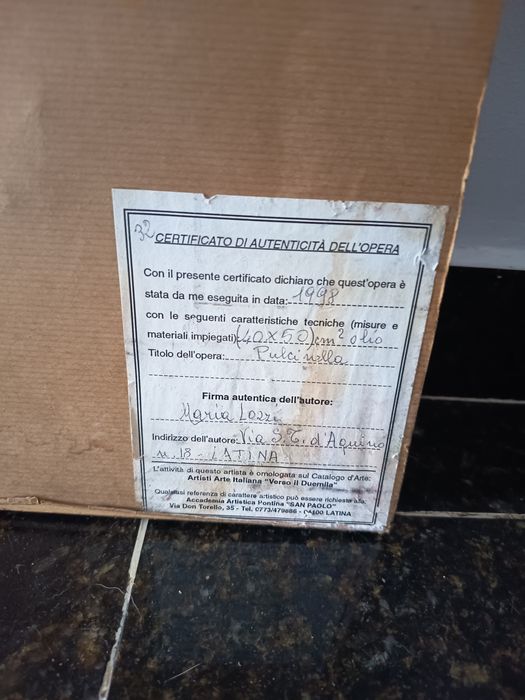 32
CERTIFICATO DI AUTENTICITÀ DELL'OPERA
Con il presente certificato dichiaro che quest'opera è
stata da me eseguita in data: 1998
con le seguenti caratteristiche tecniche (misure e
materiali impiegati) (40X50)cm² olio
Titolo dell'opera: Pulcinella
Firma autentica dell'autore:
Maria Lozzi
Indirizzo dell'autore: Via S.T. d'Aquino
n. 18 - LATINA
L'attività di questo artista è omologata sul Catalogo d'Arte:
Artisti Arte Italiana "Verso il Duemila"
Qualsiasi referenza di carattere artistico può essere richiesta alla:
Accademia Artistica Pontina "SAN PAOLO"
Via Don Torello, 35 - Tel. 0773/479886 - 04100 LATINA